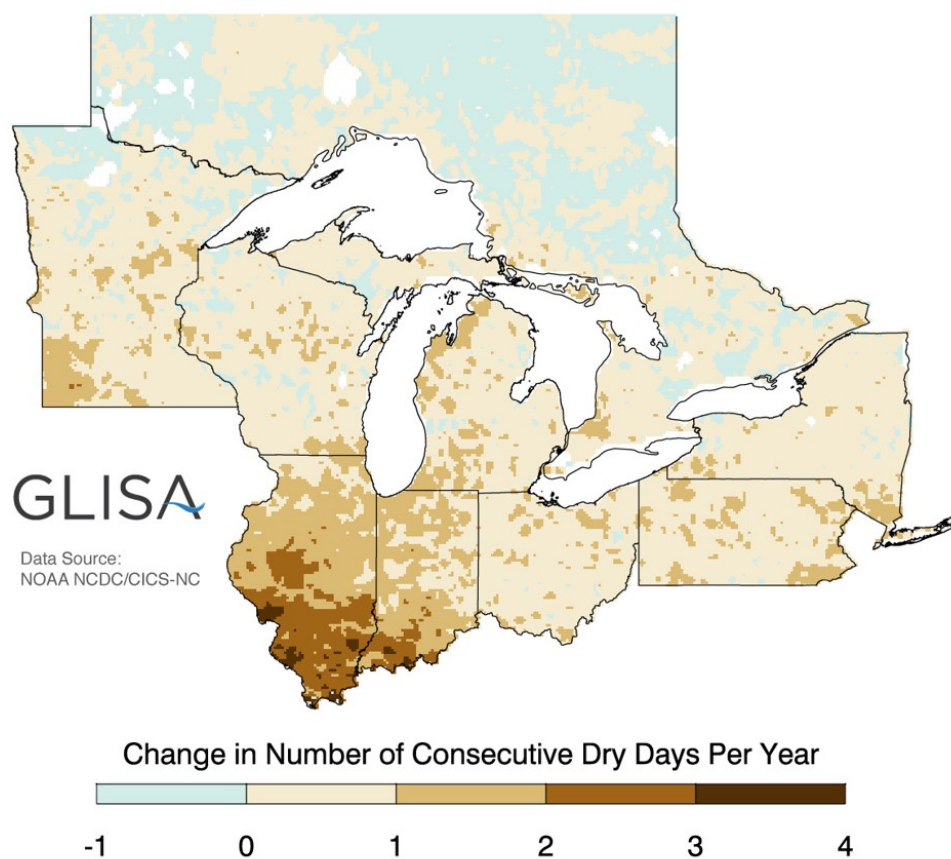 GLISA
Data Source:
NOAA NCDC/CICS-NC
Change in Number of Consecutive Dry Days Per Year
-1 0 1 2 3 4